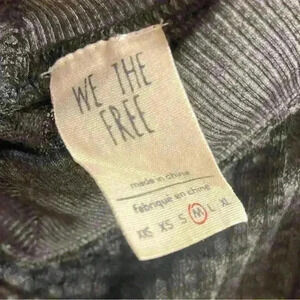 WE THE
FREE
made in china
fabriqué en chine
XXS XS S M L XL